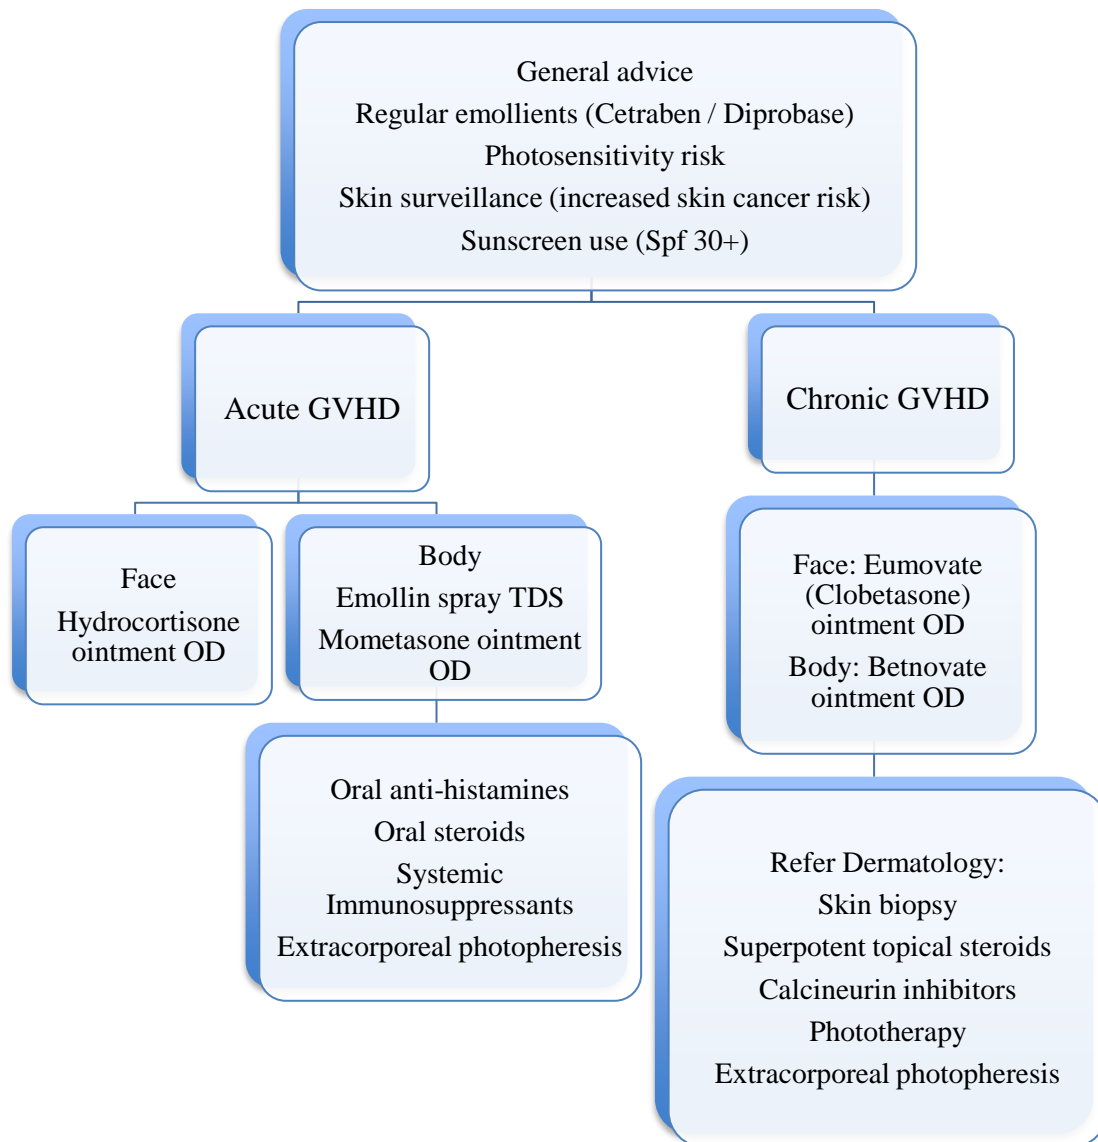 General advice
Regular emollients (Cetraben / Diprobase)
Photosensitivity risk
Skin surveillance (increased skin cancer risk)
Sunscreen use (Spf 30+)
Acute GVHD
Chronic GVHD
Face
Hydrocortisone
ointment OD
Body
Emollin spray TDS
Mometasone ointment
OD
Face: Eumovate
(Clobetasone)
ointment OD
Body: Betnovate
ointment OD
Oral anti-histamines
Oral steroids
Systemic
Immunosuppressants
Extracorporeal photopheresis
Refer Dermatology:
Skin biopsy
Superpotent topical steroids
Calcineurin inhibitors
Phototherapy
Extracorporeal photopheresis